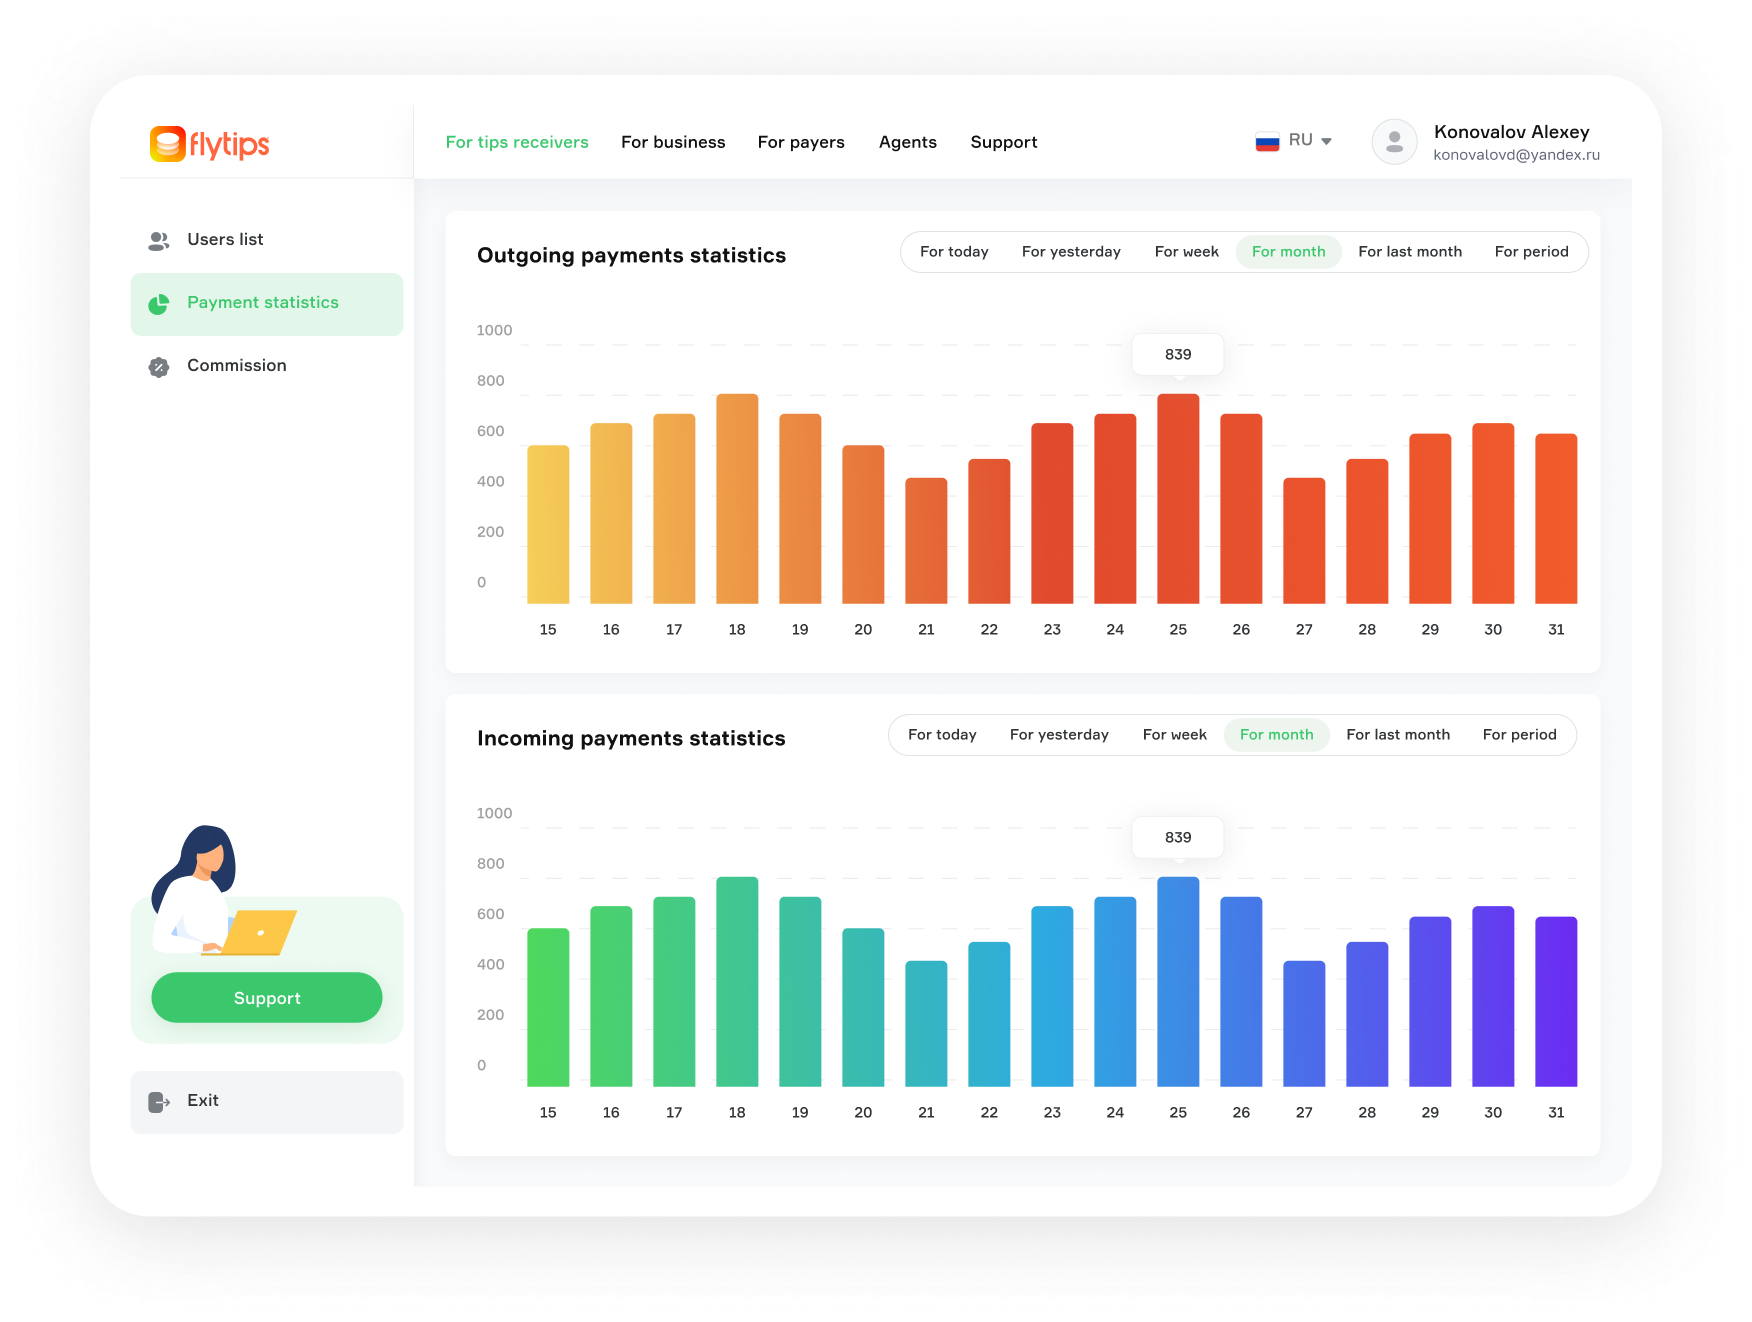 flytips
For tips receivers For business For payers Agents Support
RU
Konovalov Alexey
konovalovd@yandex.ru
Users list
Payment statistics
Commission
Support
Exit
Outgoing payments statistics
For today For yesterday For week For month For last month For period
1000
800
600
400
200
0
839
15 16 17 18 19 20 21 22 23 24 25 26 27 28 29 30 31
Incoming payments statistics
For today For yesterday For week For month For last month For period
1000
800
600
400
200
0
839
15 16 17 18 19 20 21 22 23 24 25 26 27 28 29 30 31